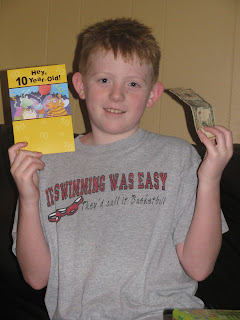 Hey,
10 Year-Old!
IF SWIMMING WAS EASY
They'd call it Basketball